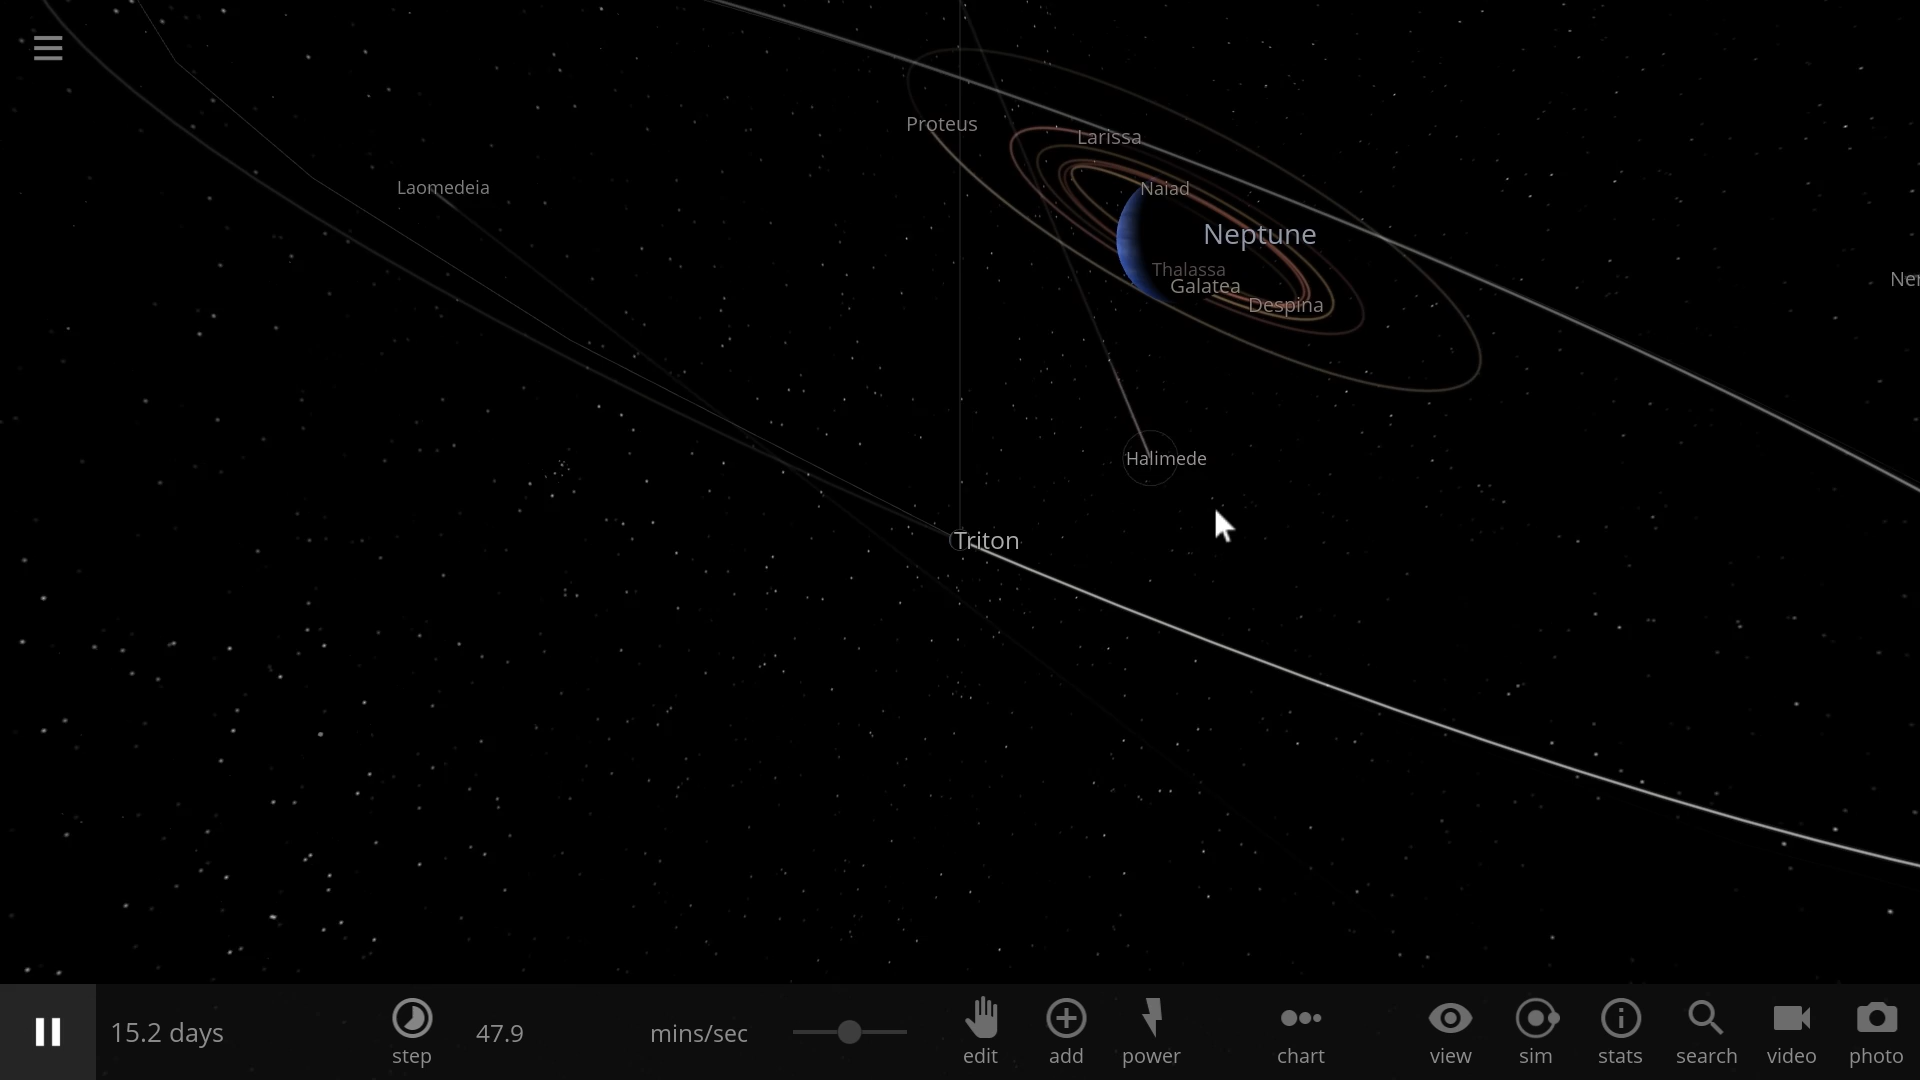 Proteus
Larissa
Laomedeia
Naiad
Neptune
Thalassa
Galatea
Despina
Ner
Halimede
Triton
15.2 days
step
47.9
mins/sec
edit
add
power
chart
view
sim
stats
search
video
photo